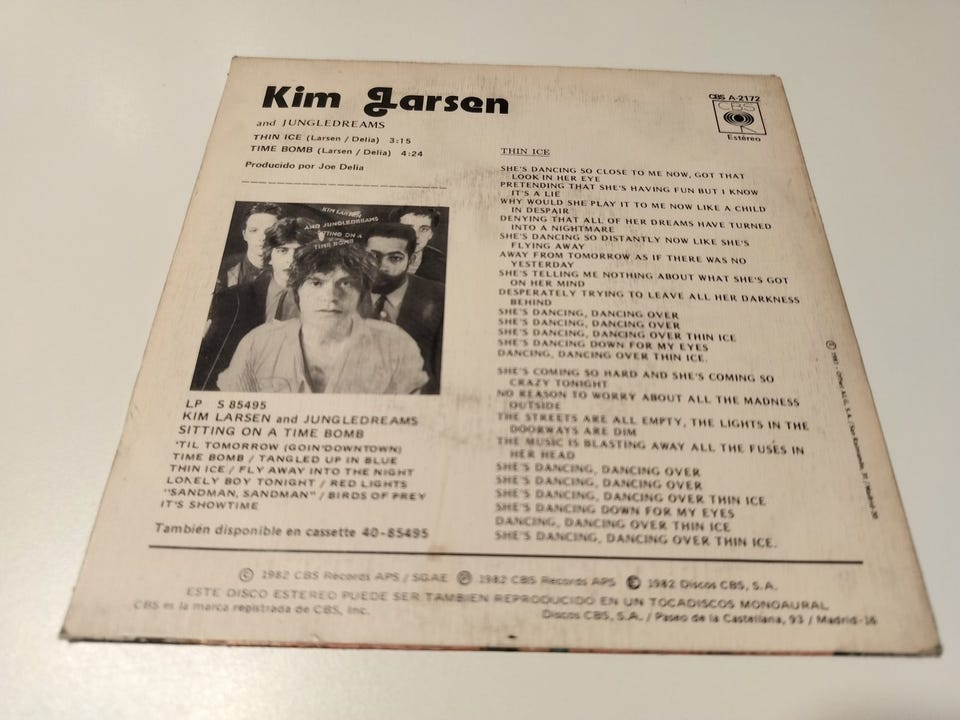 Kim Larsen
and JUNGLEDREAMS
THIN ICE (Larsen / Delia) 3:15
TIME BOMB (Larsen / Delia) 4:24
Producido por Joe Delia
KIM LARSEN
AND JUNGLEDREAMS
SITTING ON A
TIME BOMB
LP S 85495
KIM LARSEN and JUNGLEDREAMS
SITTING ON A TIME BOMB
'TIL TOMORROW (GOIN'DOWNTOWN)
TIME BOMB / TANGLED UP IN BLUE
THIN ICE / FLY AWAY INTO THE NIGHT
LONELY BOY TONIGHT / RED LIGHTS
"SANDMAN, SANDMAN" / BIRDS OF PREY
IT'S SHOWTIME
También disponible en cassette 40-85495
CBS A-2172
CBS
Estéreo
THIN ICE
SHE'S DANCING SO CLOSE TO ME NOW, GOT THAT
LOOK IN HER EYE
PRETENDING THAT SHE'S HAVING FUN BUT I KNOW
IT'S A LIE
WHY WOULD SHE PLAY IT TO ME NOW LIKE A CHILD
IN DESPAIR
DENYING THAT ALL OF HER DREAMS HAVE TURNED
INTO A NIGHTMARE
SHE'S DANCING SO DISTANTLY NOW LIKE SHE'S
FLYING AWAY
AWAY FROM TOMORROW AS IF THERE WAS NO
YESTERDAY
SHE'S TELLING ME NOTHING ABOUT WHAT SHE'S GOT
ON HER MIND
DESPERATELY TRYING TO LEAVE ALL HER DARKNESS
BEHIND
SHE'S DANCING, DANCING OVER
SHE'S DANCING, DANCING OVER
SHE'S DANCING, DANCING OVER THIN ICE
SHE'S DANCING DOWN FOR MY EYES
DANCING, DANCING OVER THIN ICE.
SHE'S COMING SO HARD AND SHE'S COMING SO
CRAZY TONIGHT
NO REASON TO WORRY ABOUT ALL THE MADNESS
OUTSIDE
THE STREETS ARE ALL EMPTY, THE LIGHTS IN THE
DOORWAYS ARE DIM
THE MUSIC IS BLASTING AWAY ALL THE FUSES IN
HER HEAD
SHE'S DANCING, DANCING OVER
SHE'S DANCING, DANCING OVER
SHE'S DANCING, DANCING OVER THIN ICE
SHE'S DANCING DOWN FOR MY EYES
DANCING, DANCING OVER THIN ICE
SHE'S DANCING, DANCING OVER THIN ICE.
© 1982 CBS Records APS / SGAE Ⓟ 1982 CBS Records APS Ⓔ 1982 Discos CBS, S.A.
ESTE DISCO ESTEREO PUEDE SER TAMBIEN REPRODUCIDO EN UN TOCADISCOS MONOAURAL
CBS es la marca registrada de CBS, Inc.
Discos CBS, S.A. / Paseo de la Castellana, 93 / Madrid-16